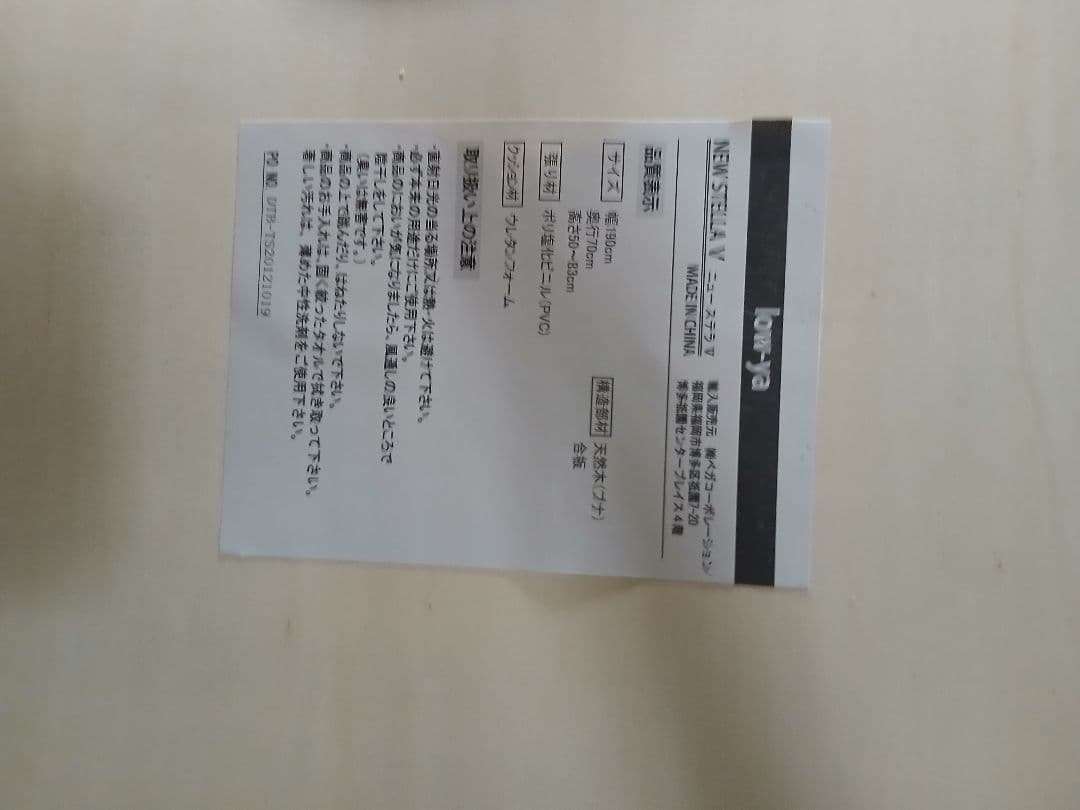 low-ya
NEW STELLA Ⅴ ニューステラⅤ
MADE IN CHINA
輸入販売元 ㈱ベガコーポレーション
福岡県福岡市博多区祇園7-20
博多祇園センタープレイス4階
品質表示
サイズ 幅190cm
奥行70cm
高さ50～83cm
構造部材 天然木(ブナ)
合板
張り材 ポリ塩化ビニル(PVC)
クッション材 ウレタンフォーム
取り扱い上の注意
・直射日光の当る場所又は熱・火は避けて下さい。
・必ず本来の用途だけにご使用下さい。
・商品のにおいが気になりましたら、風通しの良いところで
陰干しをして下さい。
(臭いは無害です。)
・商品の上で跳んだり、はねたりしないで下さい。
・商品のお手入れは、固く絞ったタオルで拭き取って下さい。
著しい汚れは、薄めた中性洗剤をご使用下さい。
PO NO. DTB-TS20121019